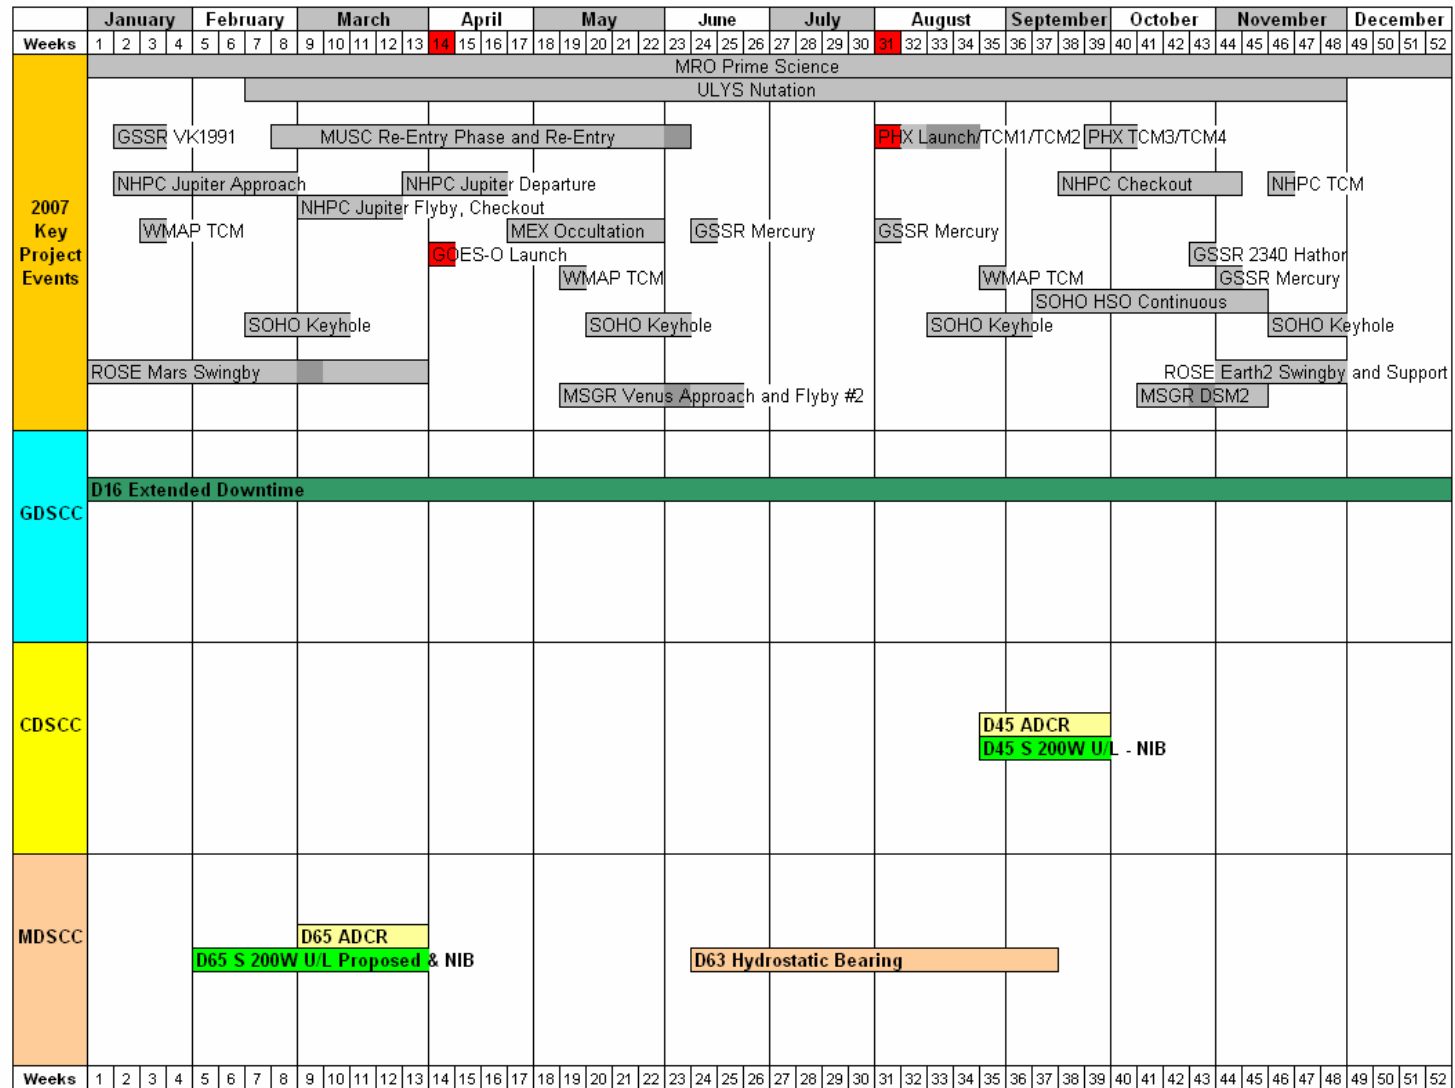 January February March April May June July August September October November December
Weeks 1 2 3 4 5 6 7 8 9 10 11 12 13 14 15 16 17 18 19 20 21 22 23 24 25 26 27 28 29 30 31 32 33 34 35 36 37 38 39 40 41 42 43 44 45 46 47 48 49 50 51 52
MRO Prime Science
ULYS Nutation
GSSR VK1991 MUSC Re-Entry Phase and Re-Entry PHX Launch/TCM1/TCM2 PHX TCM3/TCM4
NHPC Jupiter Approach NHPC Jupiter Departure NHPC Checkout NHPC TCM
2007 Key Project Events
NHPC Jupiter Flyby, Checkout
WMAP TCM MEX Occultation GSSR Mercury GSSR Mercury
GOES-O Launch GSSR 2340 Hathor
WMAP TCM WMAP TCM GSSR Mercury
SOHO HSO Continuous
SOHO Keyhole SOHO Keyhole SOHO Keyhole SOHO Keyhole
ROSE Mars Swingby ROSE Earth2 Swingby and Support
MSGR Venus Approach and Flyby #2 MSGR DSM2
D16 Extended Downtime
GDSCC
CDSCC
D45 ADCR
D45 S 200W U/L - NIB
MDSCC
D65 ADCR
D65 S 200W U/L Proposed & NIB D63 Hydrostatic Bearing
Weeks 1 2 3 4 5 6 7 8 9 10 11 12 13 14 15 16 17 18 19 20 21 22 23 24 25 26 27 28 29 30 31 32 33 34 35 36 37 38 39 40 41 42 43 44 45 46 47 48 49 50 51 52